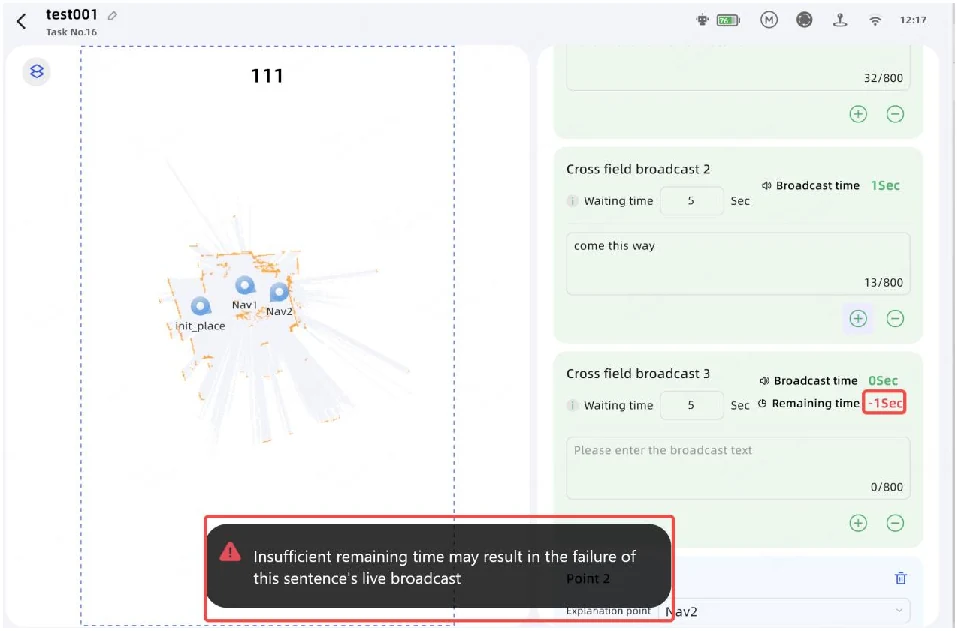 test001
Task No.16
76
M
12:17
111
Nav1
Nav2
init_place
32/800
Cross field broadcast 2
Broadcast time 1Sec
Waiting time 5 Sec
come this way
13/800
Cross field broadcast 3
Broadcast time 0Sec
Waiting time 5 Sec
Remaining time -1Sec
Please enter the broadcast text
0/800
Insufficient remaining time may result in the failure of
this sentence's live broadcast
Point 2
Explanation point Nav2